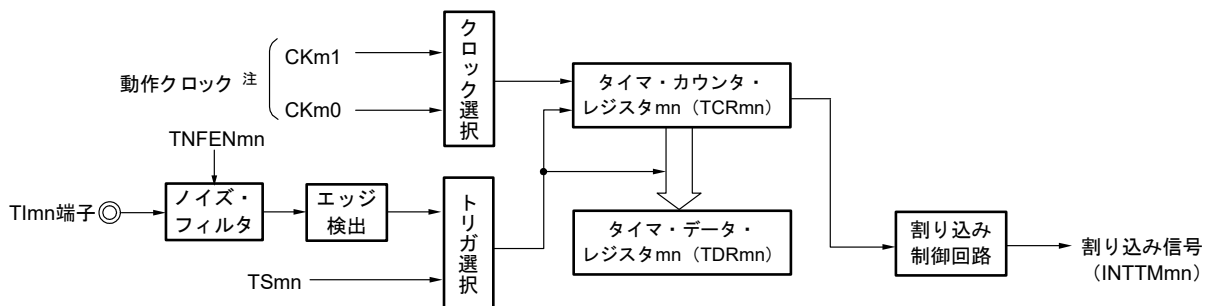 動作クロック 注
CKm1
CKm0
クロック選択
タイマ・カウンタ・
レジスタmn（TCRmn）
TNFENmn
TImn端子
ノイズ・
フィルタ
エッジ
検出
TSmn
トリガ選択
タイマ・データ・
レジスタmn（TDRmn）
割り込み
制御回路
割り込み信号
（INTTMmn）